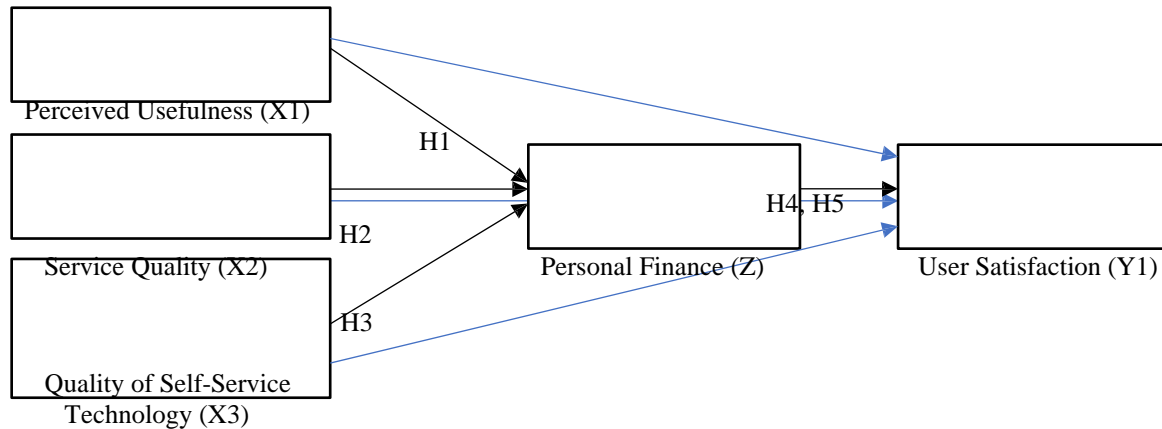 Perceived Usefulness (X1)
H1
H4, H5
H2
Service Quality (X2)
Personal Finance (Z)
User Satisfaction (Y1)
H3
Quality of Self-Service
Technology (X3)